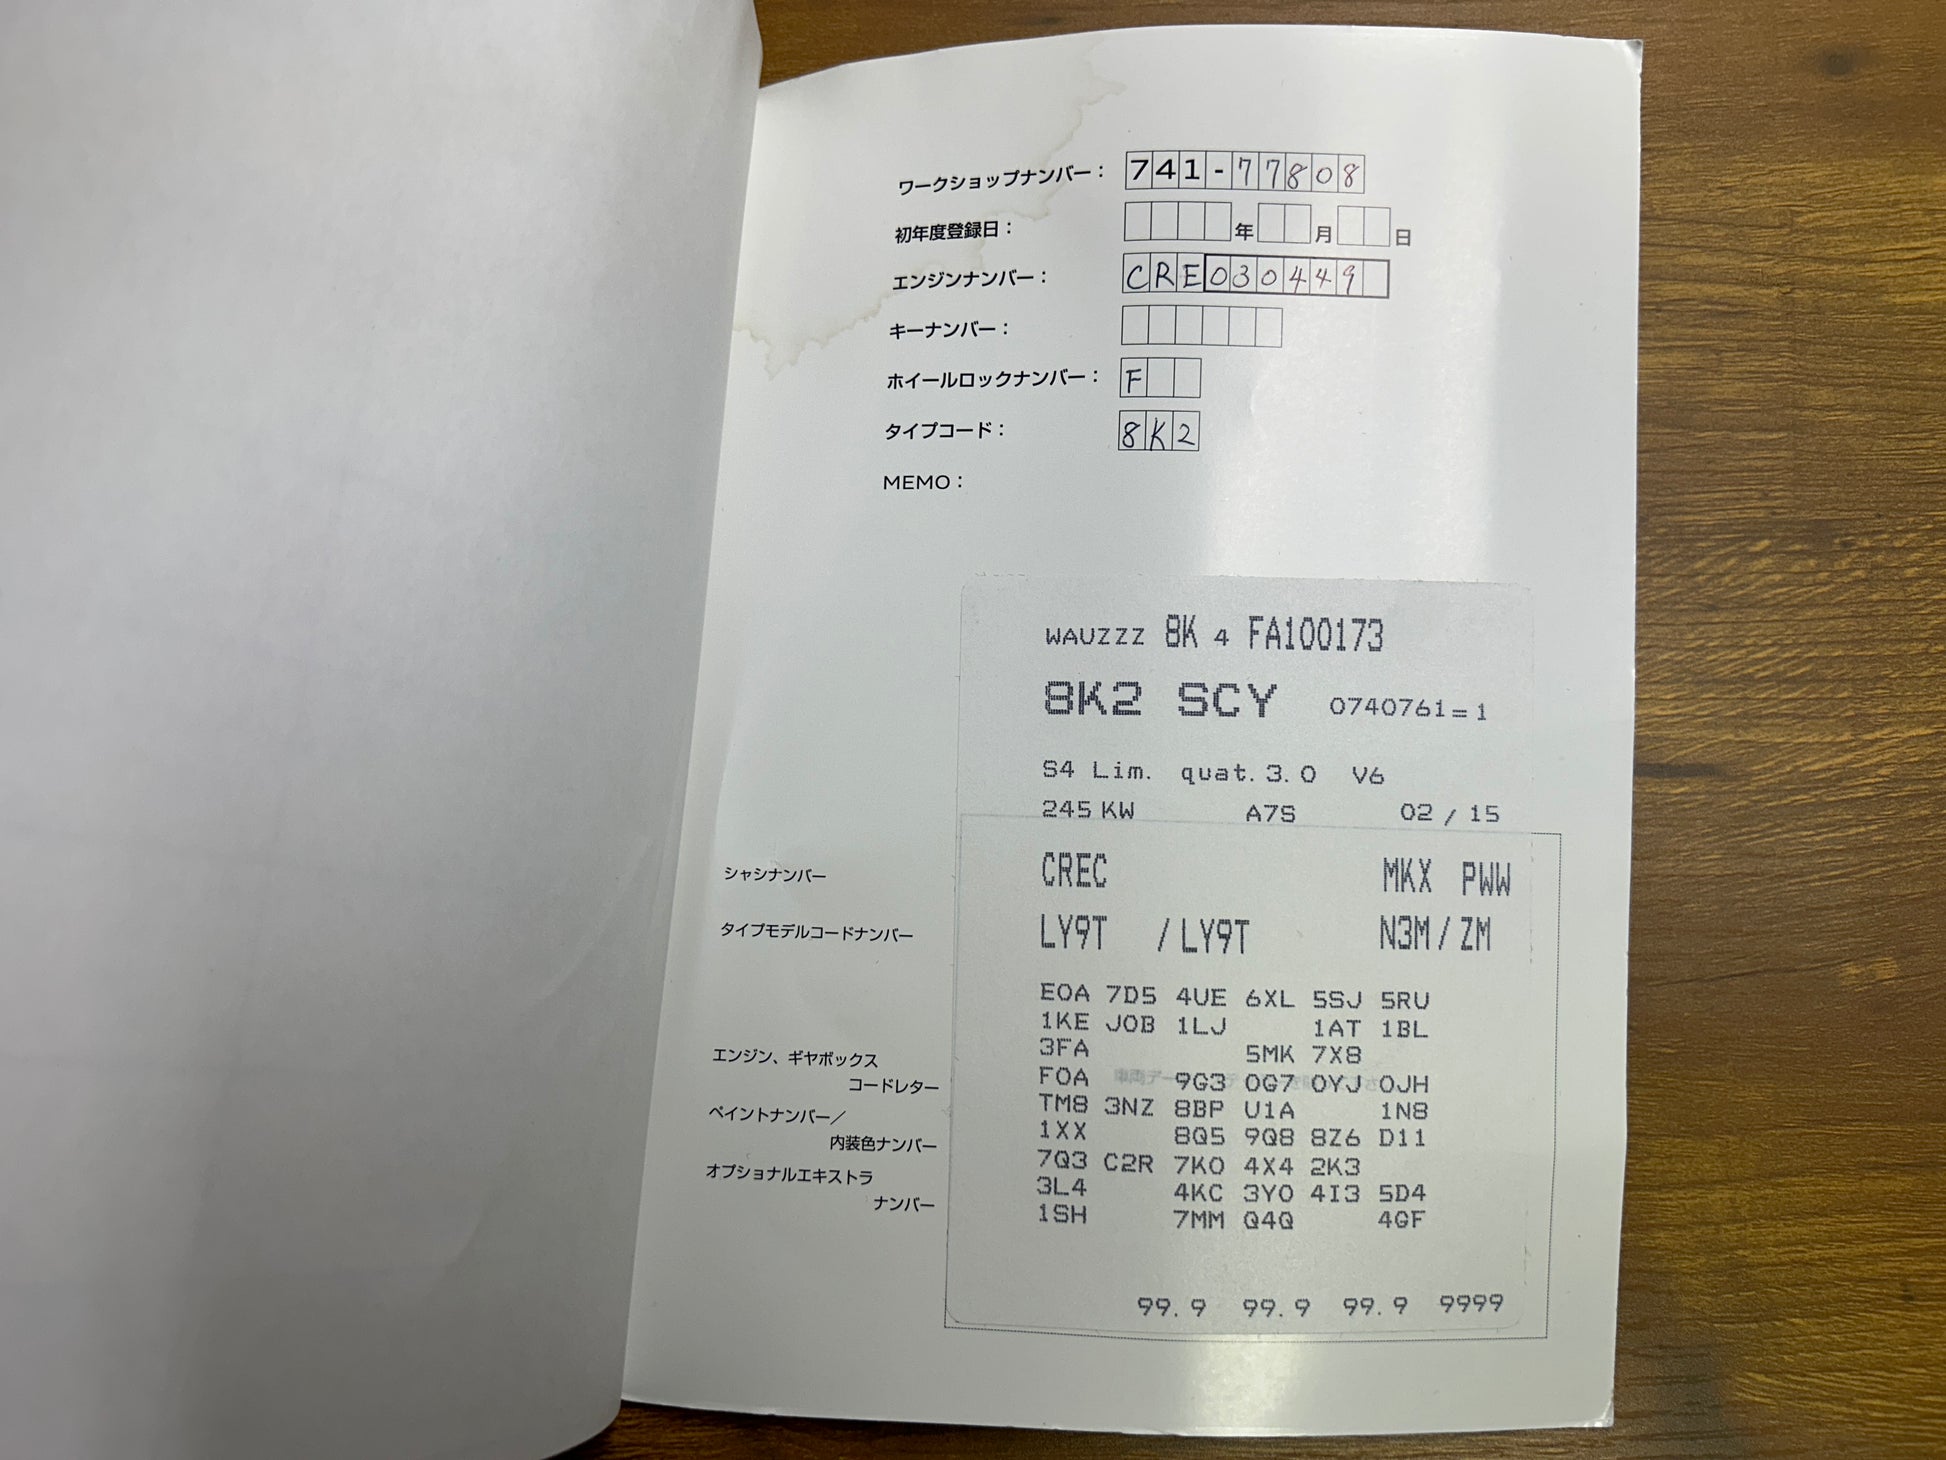 ワークショップナンバー： 741-77808
初年度登録日： 年 月 日
エンジンナンバー： CRE030449
キーナンバー：
ホイールロックナンバー： F
タイプコード： 8K2
MEMO：
WAUZZZ 8K 4 FA100173
8K2 SCY 0740761=1
S4 Lim. quat.3.0 V6
245 KW A7S 02 / 15
シャシナンバー CREC MKX PWW
タイプモデルコードナンバー LY9T /LY9T N3M/ZM
E0A 7D5 4UE 6XL 5SJ 5RU
1KE J0B 1LJ 1AT 1BL
エンジン、ギヤボックス 3FA 5MK 7X8
コードレター F0A 9G3 0G7 0YJ 0JH
ペイントナンバー／ TM8 3NZ 8BP U1A 1N8
内装色ナンバー 1XX 8Q5 9Q8 8Z6 D11
オプショナルエキストラ 7Q3 C2R 7K0 4X4 2K3
ナンバー 3L4 4KC 3Y0 4I3 5D4
1SH 7MM Q4Q 4GF
99.9 99.9 99.9 9999